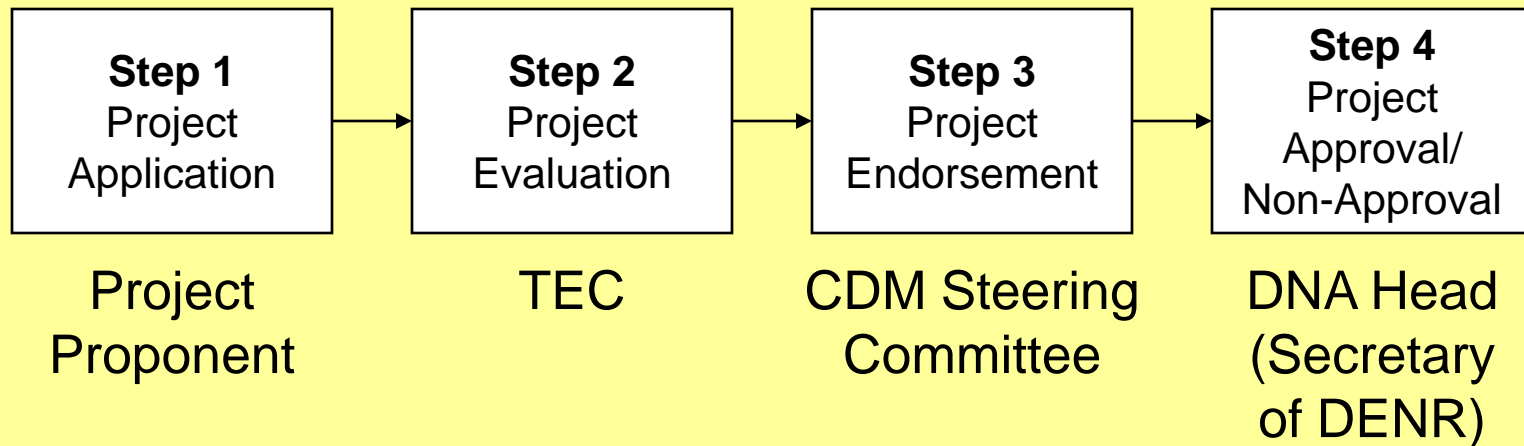 Step 1
Project
Application
Step 2
Project
Evaluation
Step 3
Project
Endorsement
Step 4
Project
Approval/
Non-Approval
Project
Proponent
TEC
CDM Steering
Committee
DNA Head
(Secretary
of DENR)